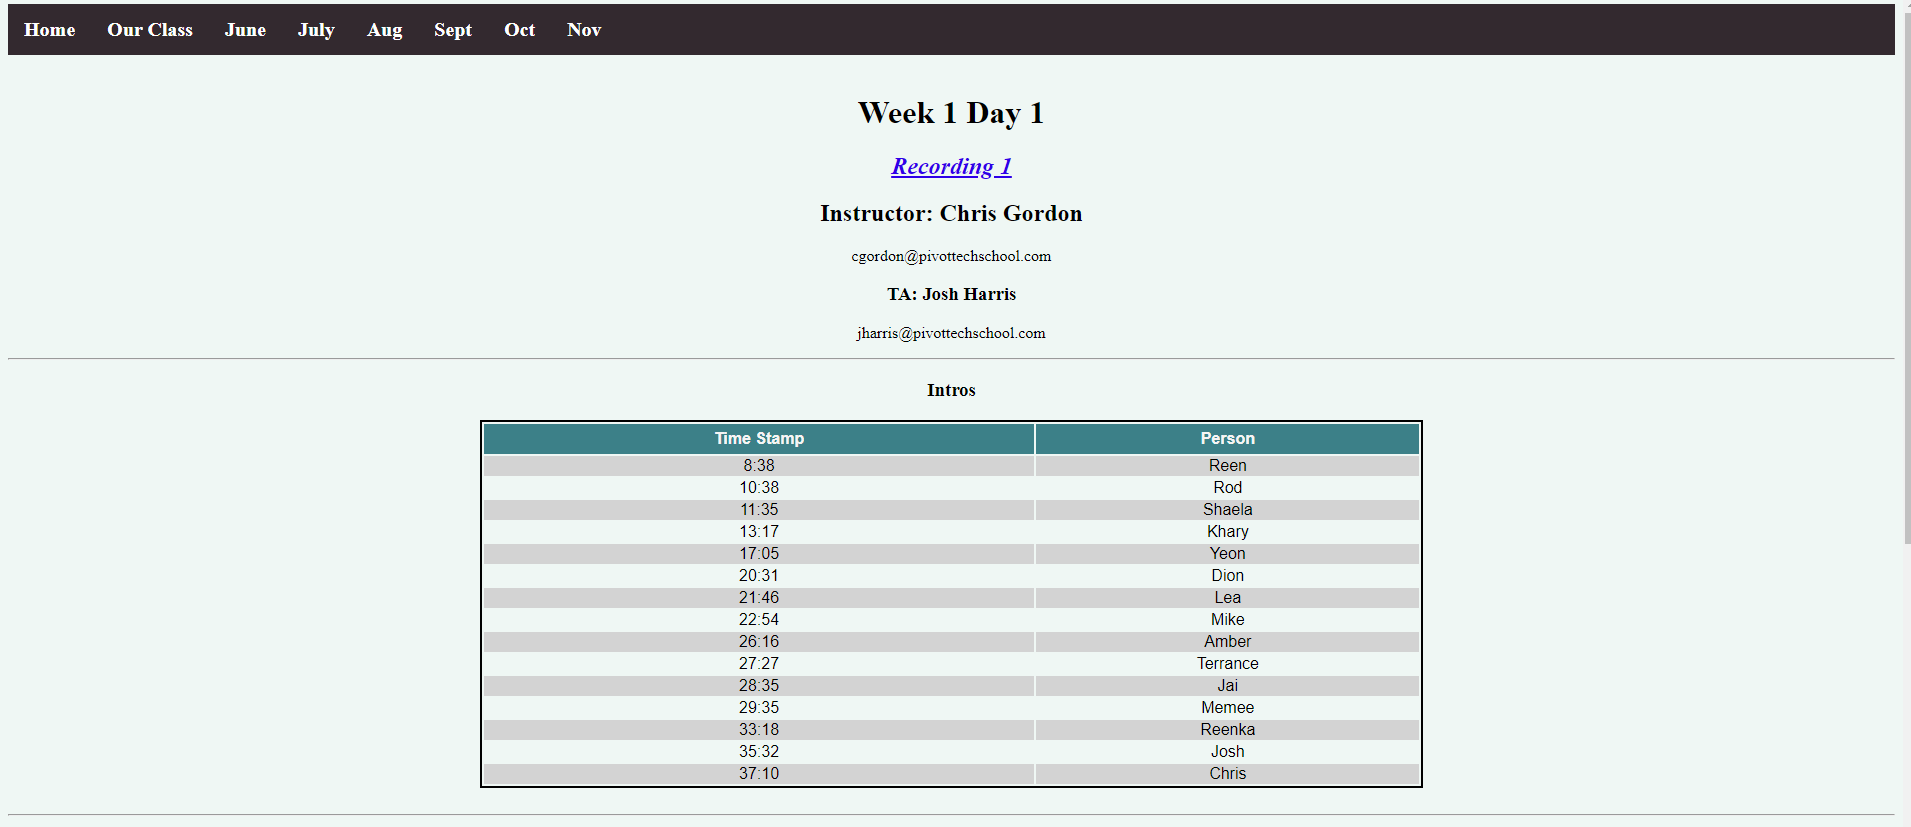 Home Our Class June July Aug Sept Oct Nov
Week 1 Day 1
Recording 1
Instructor: Chris Gordon
cgordon@pivottechschool.com
TA: Josh Harris
jharris@pivottechschool.com
Intros
Time Stamp Person
8:38 Reen
10:38 Rod
11:35 Shaela
13:17 Khary
17:05 Yeon
20:31 Dion
21:46 Lea
22:54 Mike
26:16 Amber
27:27 Terrance
28:35 Jai
29:35 Memee
33:18 Reenka
35:32 Josh
37:10 Chris